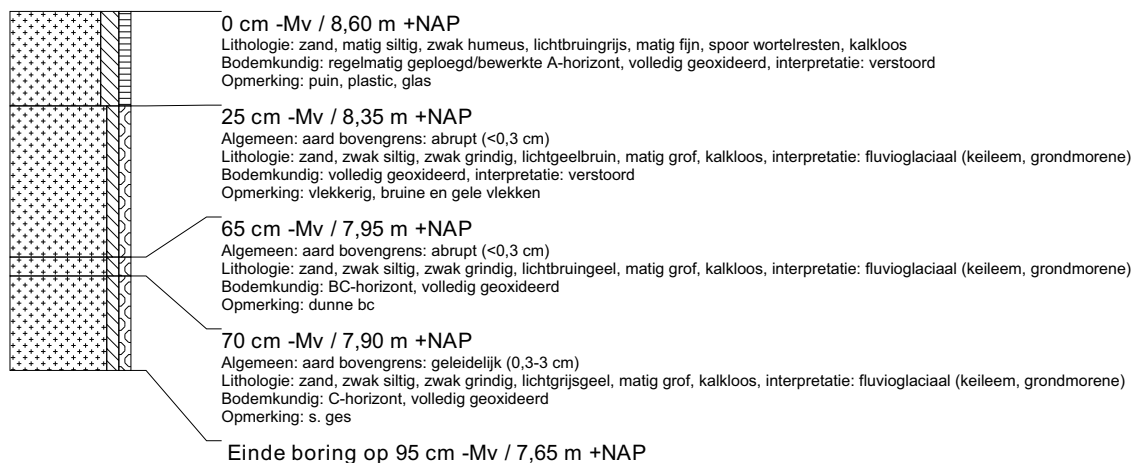 0 cm -Mv / 8,60 m +NAP
Lithologie: zand, matig siltig, zwak humeus, lichtbruingrijs, matig fijn, spoor wortelresten, kalkloos
Bodemkundig: regelmatig geploegd/bewerkte A-horizont, volledig geoxideerd, interpretatie: verstoord
Opmerking: puin, plastic, glas
25 cm -Mv / 8,35 m +NAP
Algemeen: aard bovengrens: abrupt (<0,3 cm)
Lithologie: zand, zwak siltig, zwak grindig, lichtgeelbruin, matig grof, kalkloos, interpretatie: fluvioglaciaal (keileem, grondmorene)
Bodemkundig: volledig geoxideerd, interpretatie: verstoord
Opmerking: vlekkerig, bruine en gele vlekken
65 cm -Mv / 7,95 m +NAP
Algemeen: aard bovengrens: abrupt (<0,3 cm)
Lithologie: zand, zwak siltig, zwak grindig, lichtbruingeel, matig grof, kalkloos, interpretatie: fluvioglaciaal (keileem, grondmorene)
Bodemkundig: BC-horizont, volledig geoxideerd
Opmerking: dunne bc
70 cm -Mv / 7,90 m +NAP
Algemeen: aard bovengrens: geleidelijk (0,3-3 cm)
Lithologie: zand, zwak siltig, zwak grindig, lichtgrijsgeel, matig grof, kalkloos, interpretatie: fluvioglaciaal (keileem, grondmorene)
Bodemkundig: C-horizont, volledig geoxideerd
Opmerking: s. ges
Einde boring op 95 cm -Mv / 7,65 m +NAP